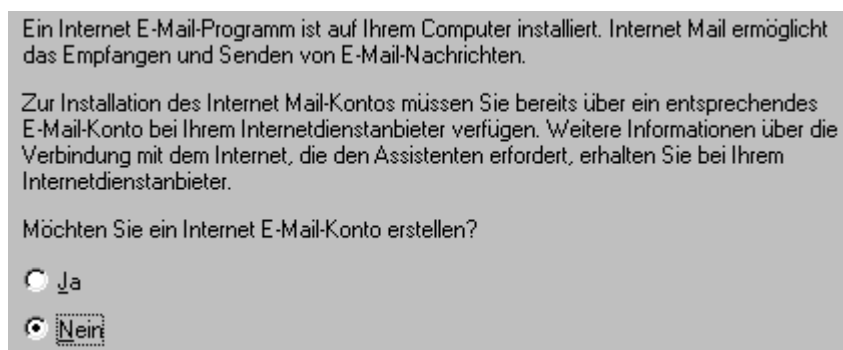 Ein Internet E-Mail-Programm ist auf Ihrem Computer installiert. Internet Mail ermöglicht
das Empfangen und Senden von E-Mail-Nachrichten.
Zur Installation des Internet Mail-Kontos müssen Sie bereits über ein entsprechendes
E-Mail-Konto bei Ihrem Internetdienstanbieter verfügen. Weitere Informationen über die
Verbindung mit dem Internet, die den Assistenten erfordert, erhalten Sie bei Ihrem
Internetdienstanbieter.
Möchten Sie ein Internet E-Mail-Konto erstellen?
Ja
Nein